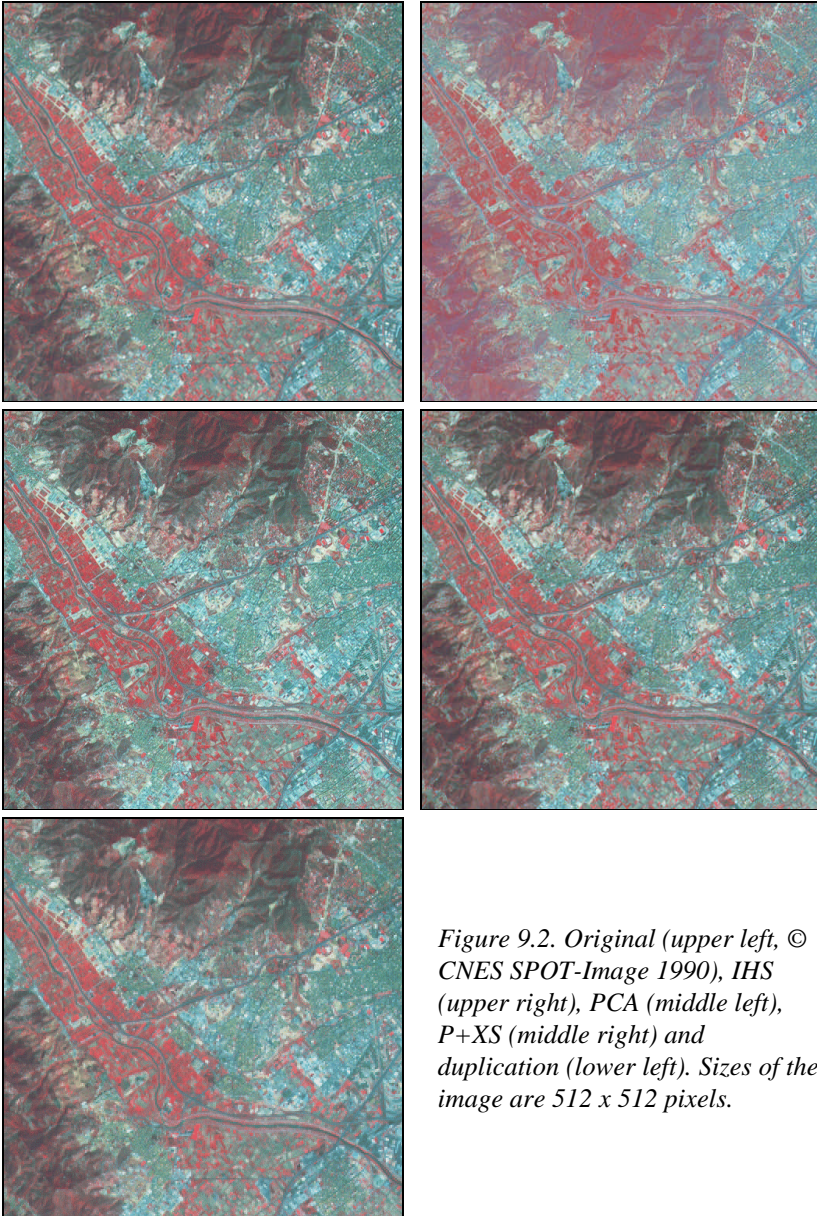 Figure 9.2. Original (upper left, ©
CNES SPOT-Image 1990), IHS
(upper right), PCA (middle left),
P+XS (middle right) and
duplication (lower left). Sizes of the
image are 512 x 512 pixels.